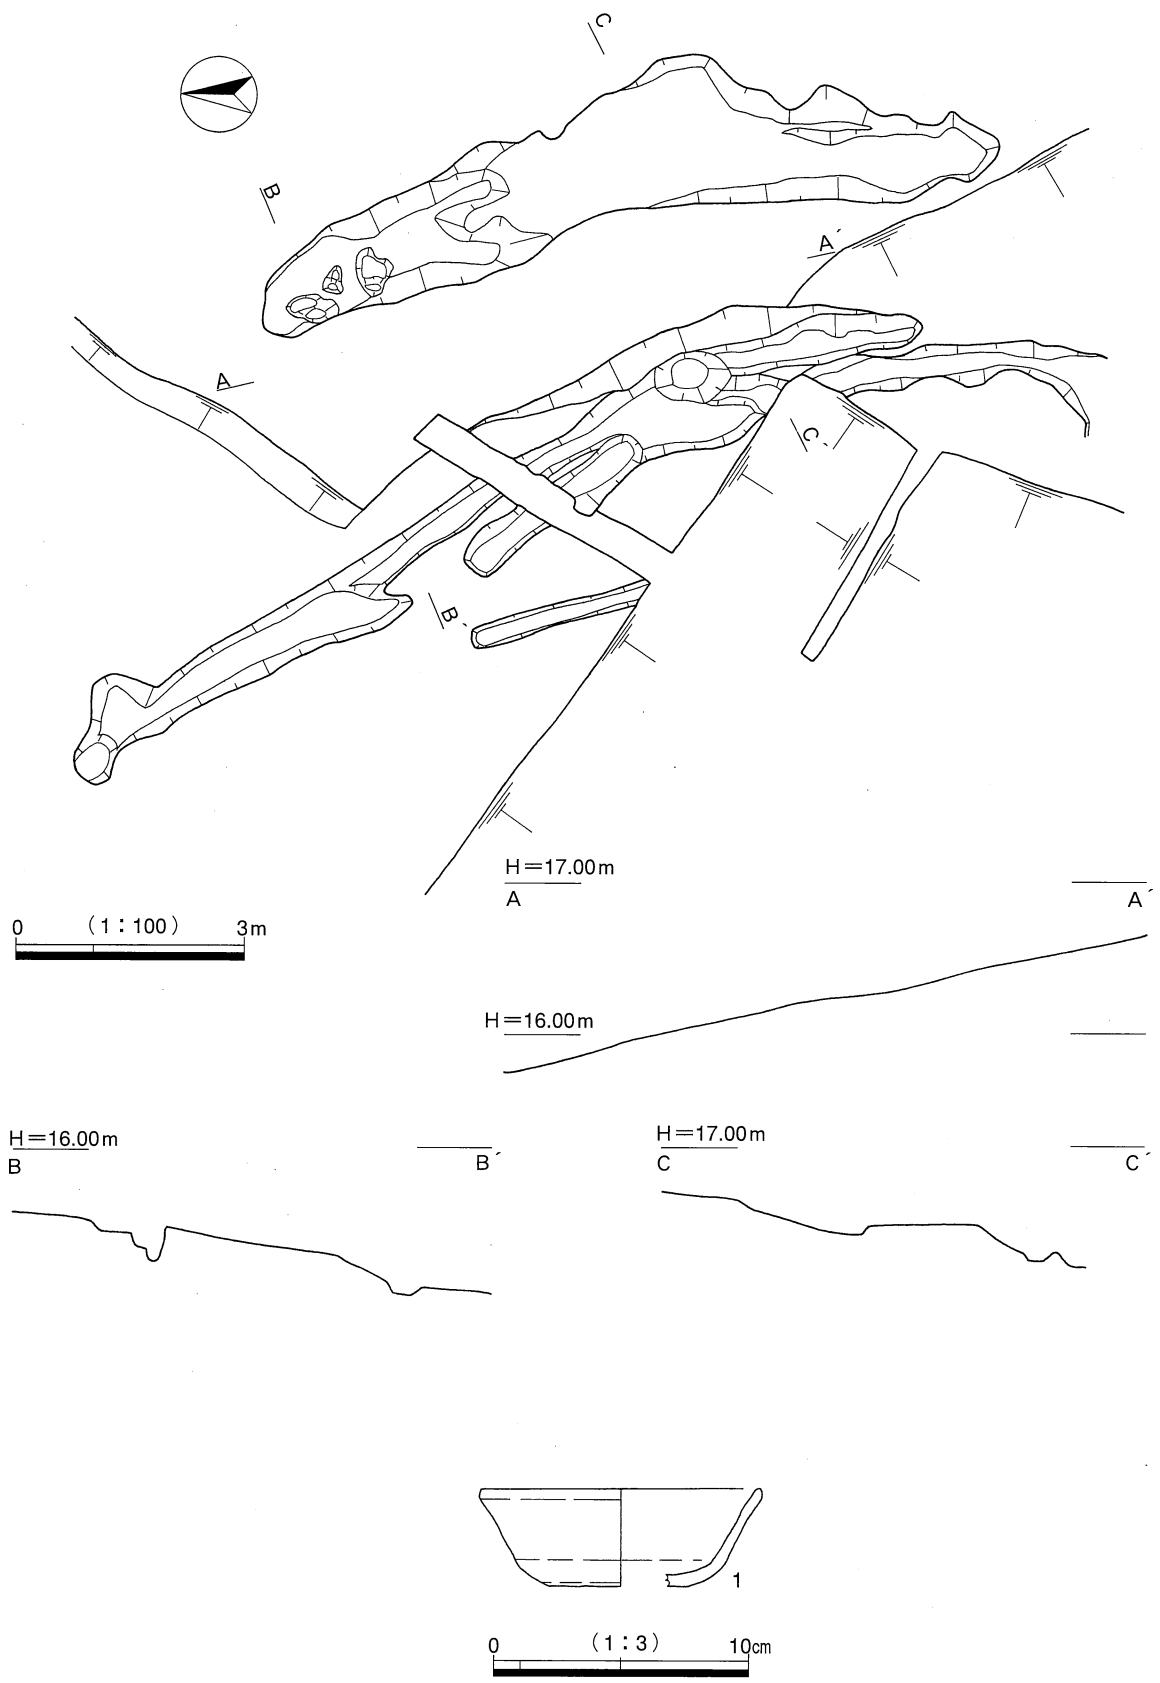 C
B
A´
A
C´
B´
H＝17.00m
A A´
0 （1：100） 3m
H＝16.00m
H＝16.00m
B B´
H＝17.00m
C C´
1
0 （1：3） 10cm